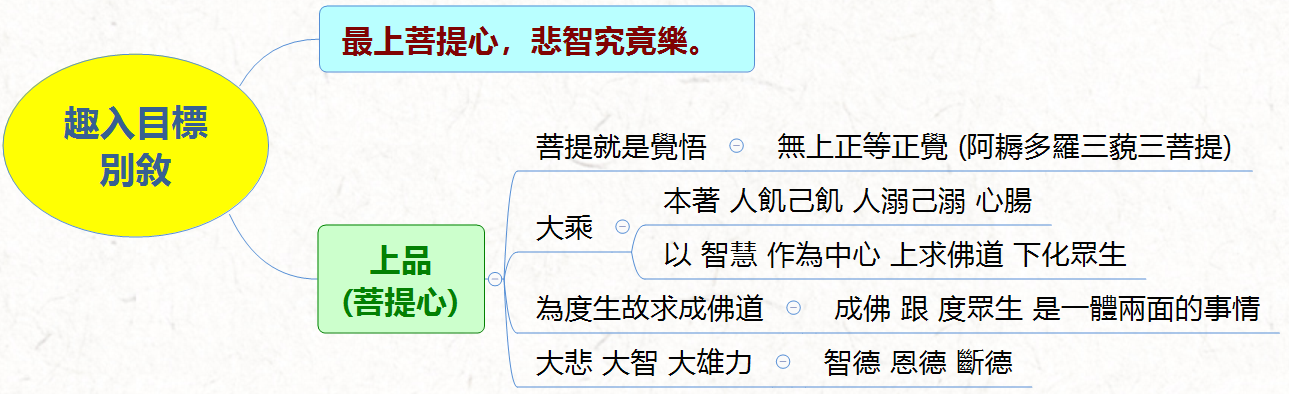 趣入目標
別敘
最上菩提心，悲智究竟樂。
上品
(菩提心)
菩提就是覺悟
無上正等正覺 (阿耨多羅三藐三菩提)
大乘
本著 人飢己飢 人溺己溺 心腸
以 智慧 作為中心 上求佛道 下化眾生
為度生故求成佛道
成佛 跟 度眾生 是一體兩面的事情
大悲 大智 大雄力
智德 恩德 斷德